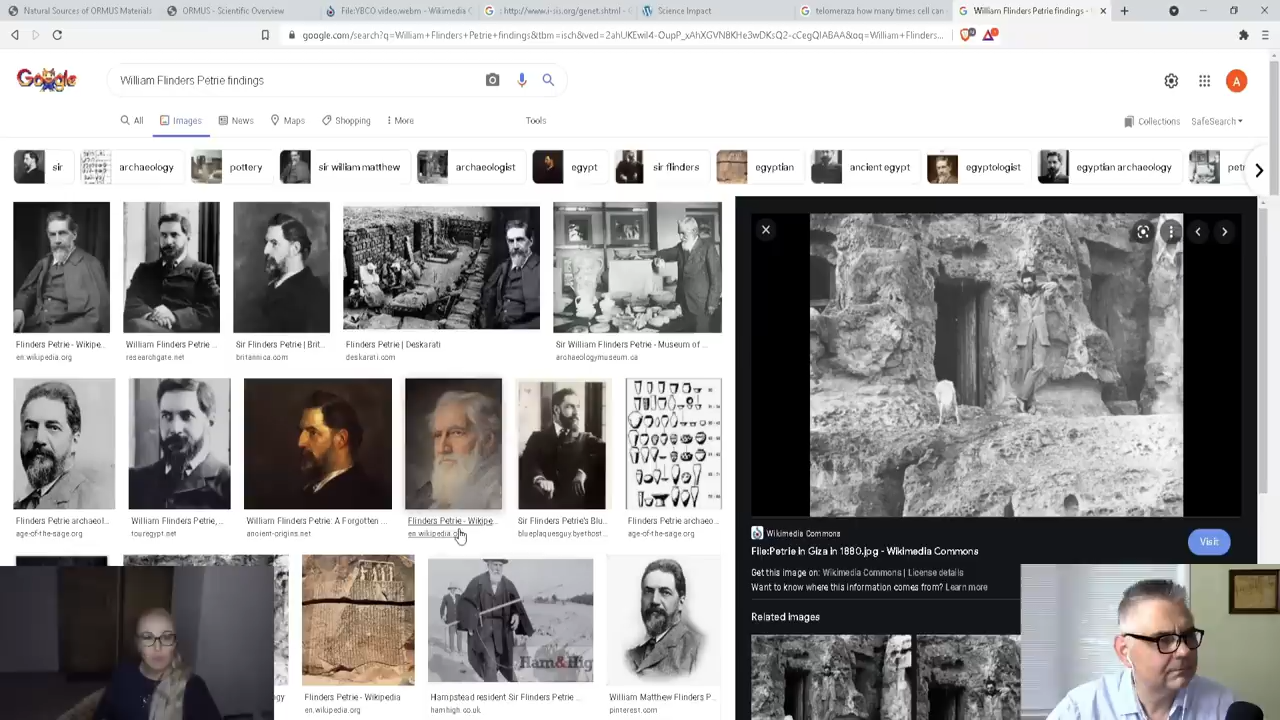 Natural Sources of ORMUS Materials
ORMUS - Scientific Overview
File:YBCO video.webm - Wikimedia C
http://www.i-sis.org/genet.shtml - G
Science Impact
telomeraza how many times cell can
William Flinders Petrie findings -
google.com/search?q=William+Flinders+Petrie+findings&tbm=isch&ved=2ahUKEwil4-OupP_xAhXGVN8KHe3wDKsQ2-cCegQIABAA&oq=William+Flinders...
Google
William Flinders Petrie findings
A
All
Images
News
Maps
Shopping
More
Tools
Collections
SafeSearch
sir
archaeology
pottery
sir william matthew
archaeologist
egypt
sir flinders
egyptian
ancient egypt
egyptologist
egyptian archaeology
petr
Flinders Petrie - Wikipe...
en.wikipedia.org
William Flinders Petrie ...
researchgate.net
Sir Flinders Petrie | Brit...
britannica.com
Flinders Petrie | Deskarati
deskarati.com
Sir William Flinders Petrie - Museum of ...
archaeologymuseum.ca
Flinders Petrie archaeol...
age-of-the-sage.org
William Flinders Petrie, ...
touregypt.net
William Flinders Petrie: A Forgotten ...
ancient-origins.net
Flinders Petrie - Wikipe...
en.wikipedia.org
Sir Flinders Petrie's Blu...
blueplaquesguy.byethost...
Flinders Petrie archaeo...
age-of-the-sage.org
Wikimedia Commons
File:Petrie in Giza in 1880.jpg - Wikimedia Commons
Visit
Get this image on: Wikimedia Commons | License details
Want to know where this information comes from? Learn more
Related images
Ham&Hig
Flinders Petrie - Wikipedia
en.wikipedia.org
Hampstead resident Sir Flinders Petrie ...
hamhigh.co.uk
William Matthew Flinders P...
pinterest.com